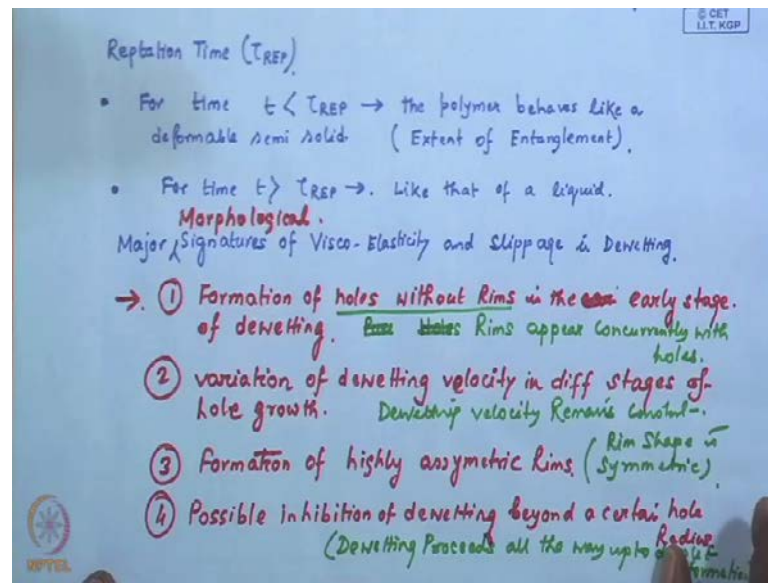 © CET
I.I.T. KGP
Reptation Time (τREP).
• For time t < τREP → the polymer behaves like a
deformable semi solid. (Extent of Entanglement).
• For time t > τREP →. Like that of a liquid.
Morphological.
Major Signatures of Visco-Elasticity and Slippage in Dewetting.
→. ① Formation of holes without Rims in the early stage.
of dewetting. Rims appear concurrently with
holes.
② variation of dewetting velocity in diff stages of
hole growth. Dewetting velocity Remains constant-.
③ Formation of highly assymetric Rims. (Rim Shape is
Symmetric).
④ Possible inhibition of dewetting beyond a certain hole
Radius.
(Dewetting Proceeds all the way upto
formation
NPTEL